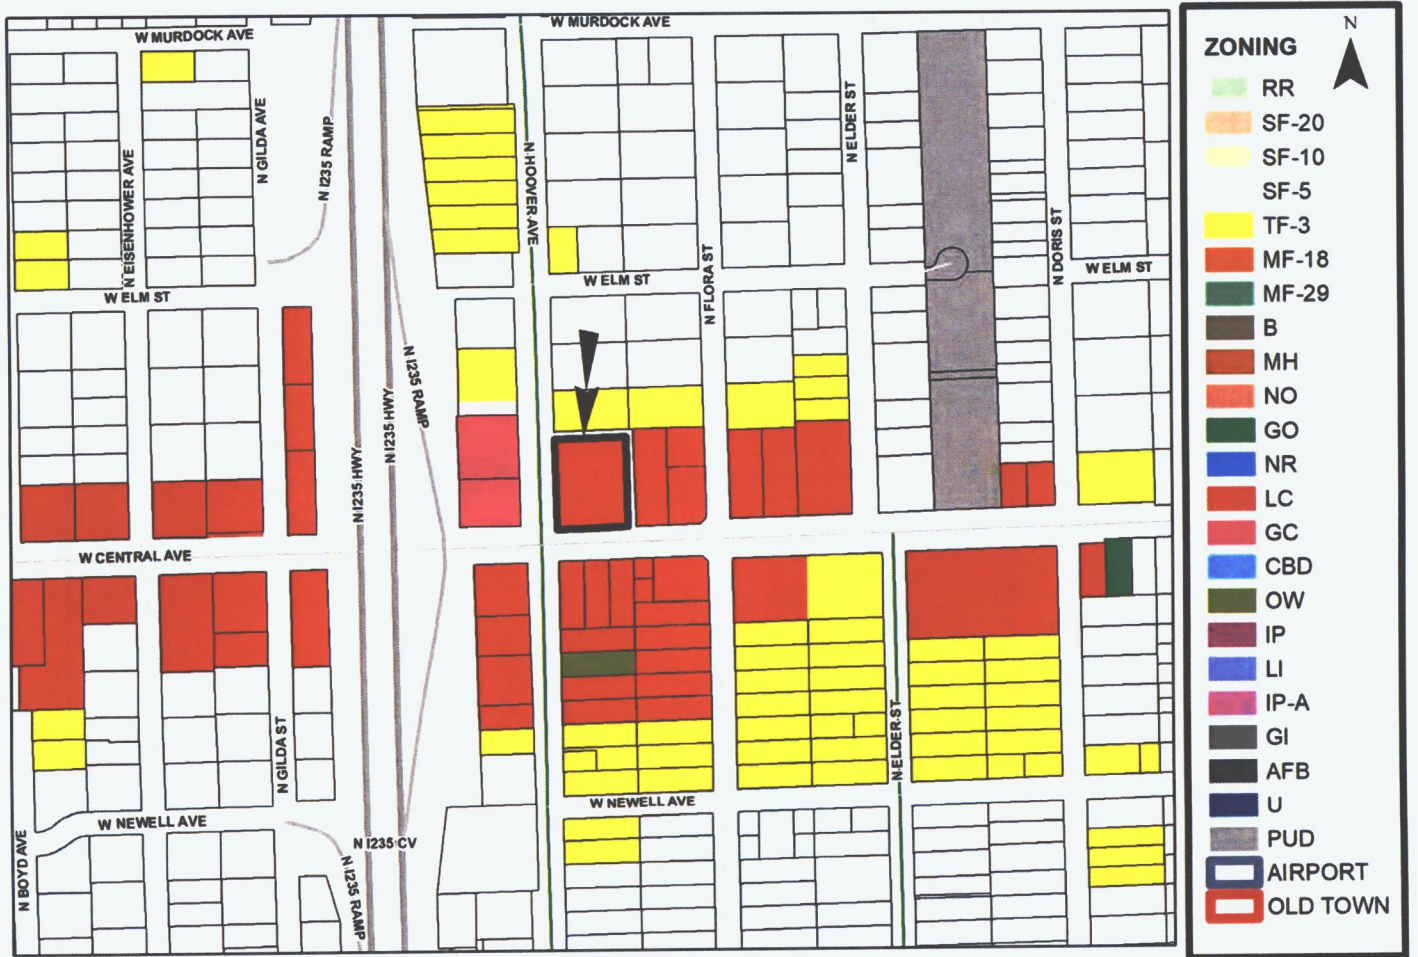 W MURDOCK AVE
W MURDOCK AVE
N EISENHOWER AVE
N GILDA AVE
N I235 RAMP
N HOOVER AVE
N ELDER ST
N FLORA ST
N DORIS ST
W ELM ST
W ELM ST
W ELM ST
N I235 HWY
N I235 HWY
N I235 RAMP
W CENTRAL AVE
N GILDA ST
N ELDER ST
W NEWELL AVE
W NEWELL AVE
N BOYD AVE
N I235 CV
N I235 RAMP
N
ZONING
RR
SF-20
SF-10
SF-5
TF-3
MF-18
MF-29
B
MH
NO
GO
NR
LC
GC
CBD
OW
IP
LI
IP-A
GI
AFB
U
PUD
AIRPORT
OLD TOWN